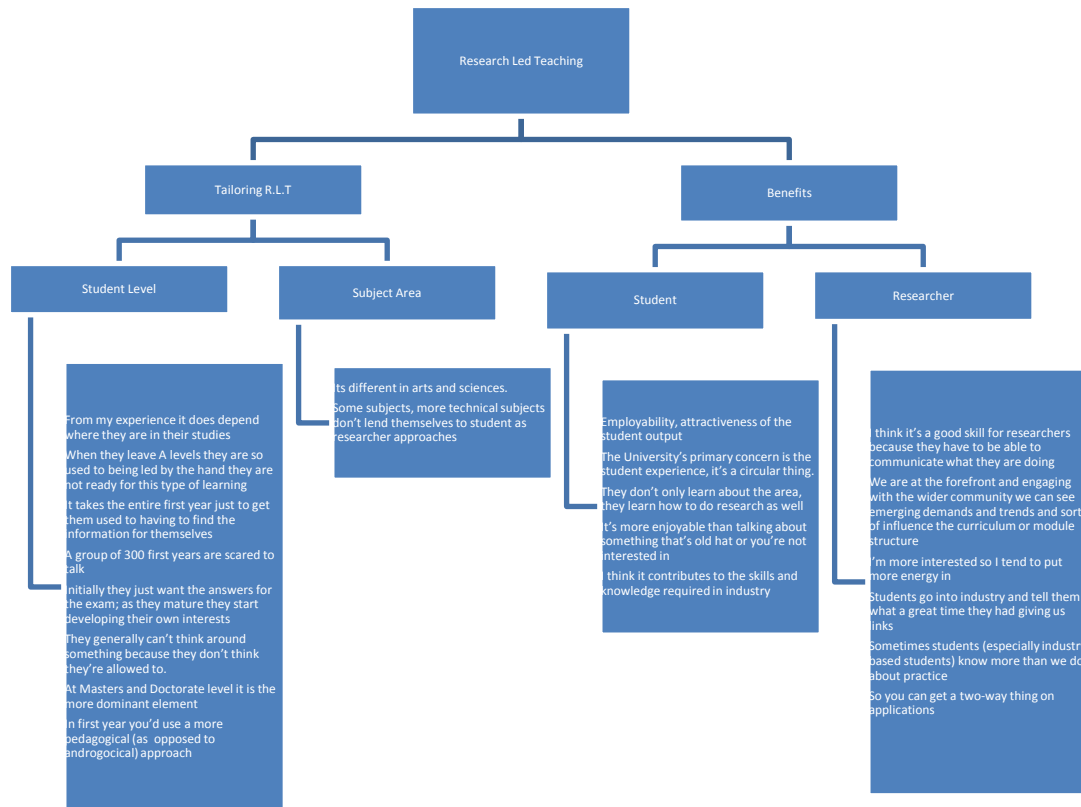 Research Led Teaching
Tailoring R.L.T
Benefits
Student Level
Subject Area
Student
Researcher
From my experience it does depend
where they are in their studies
When they leave A levels they are so
used to being led by the hand they are
not ready for this type of learning
It takes the entire first year just to get
them used to having to find the
information for themselves
A group of 300 first years are scared to
talk
Initially they just want the answers for
the exam; as they mature they start
developing their own interests
They generally can't think around
something because they don't think
they're allowed to.
At Masters and Doctorate level it is the
more dominant element
In first year you'd use a more
pedagogical (as opposed to
androgocical) approach
Its different in arts and sciences.
Some subjects, more technical subjects
don't lend themselves to student as
researcher approaches
Employability, attractiveness of the
student output
The University's primary concern is the
student experience, it's a circular thing.
They don't only learn about the area,
they learn how to do research as well
It's more enjoyable than talking about
something that's old hat or you're not
interested in
I think it contributes to the skills and
knowledge required in industry
I think it's a good skill for researchers
because they have to be able to
communicate what they are doing
We are at the forefront and engaging
with the wider community we can see
emerging demands and trends and sort
of influence the curriculum or module
structure
I'm more interested so I tend to put
more energy in
Students go into industry and tell them
what a great time they had giving us
links
Sometimes students (especially industry
based students) know more than we do
about practice
So you can get a two-way thing on
applications